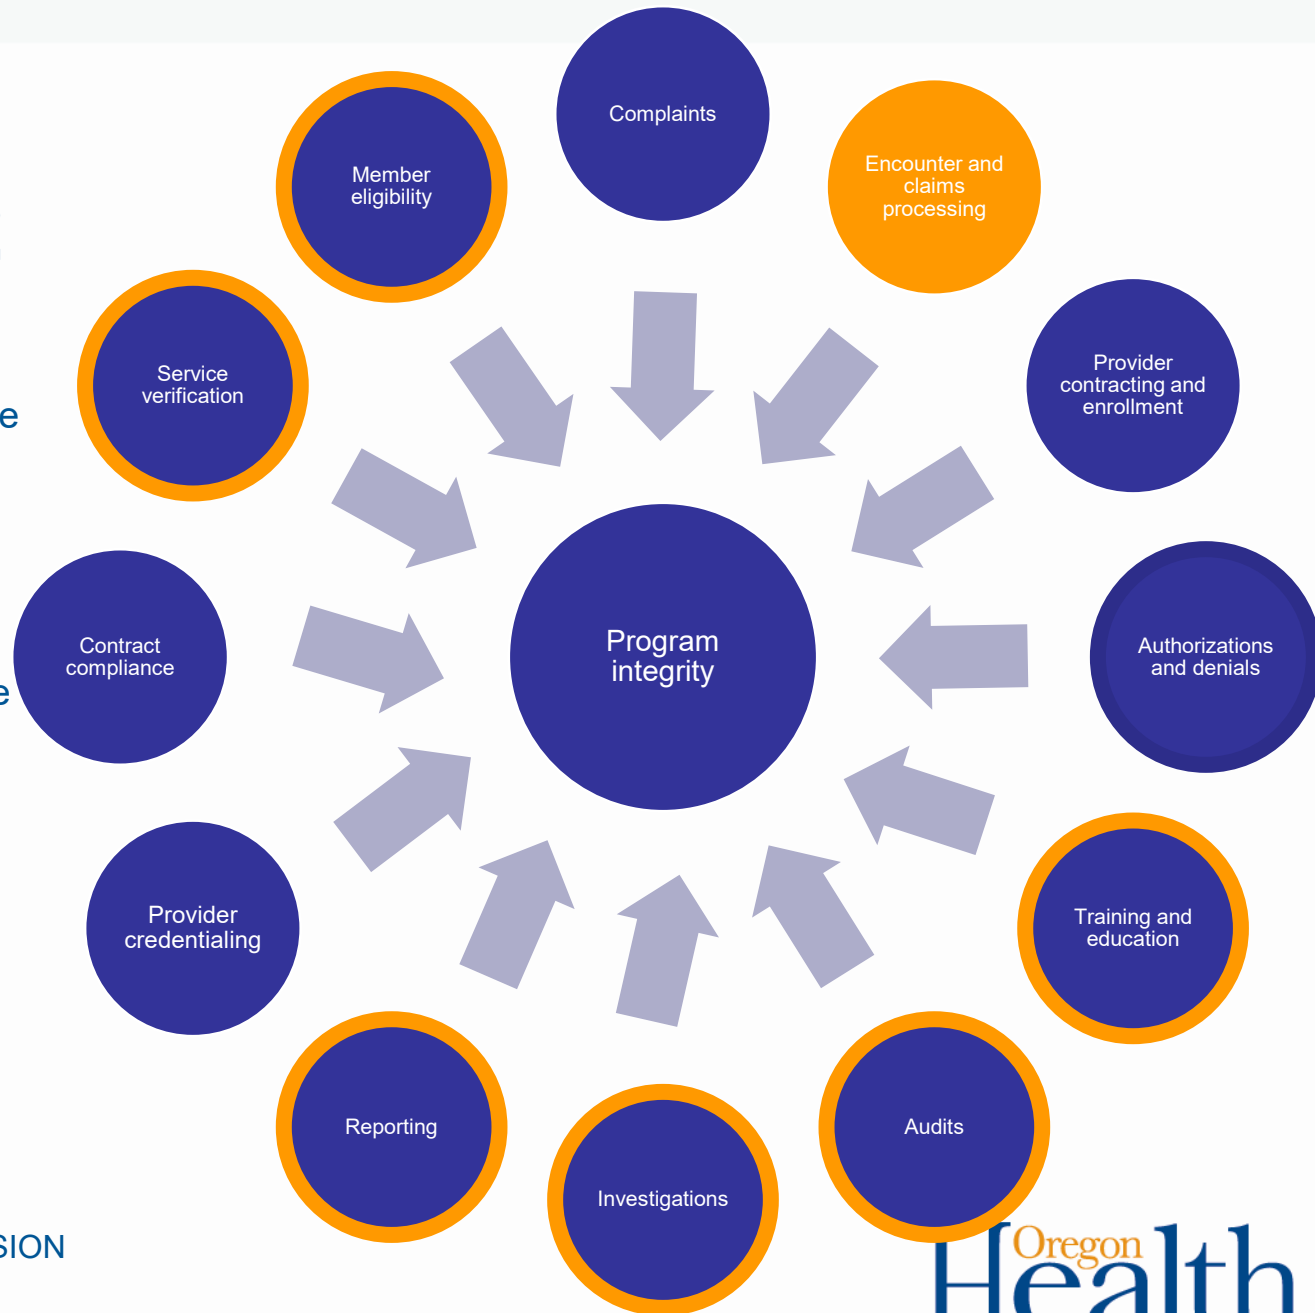 Complaints
Encounter and
claims
processing
Member
eligibility
Provider
contracting and
enrollment
Service
verification
Program
integrity
Authorizations
and denials
Contract
compliance
Training and
education
Provider
credentialing
Audits
Reporting
Investigations
Oregon
Health